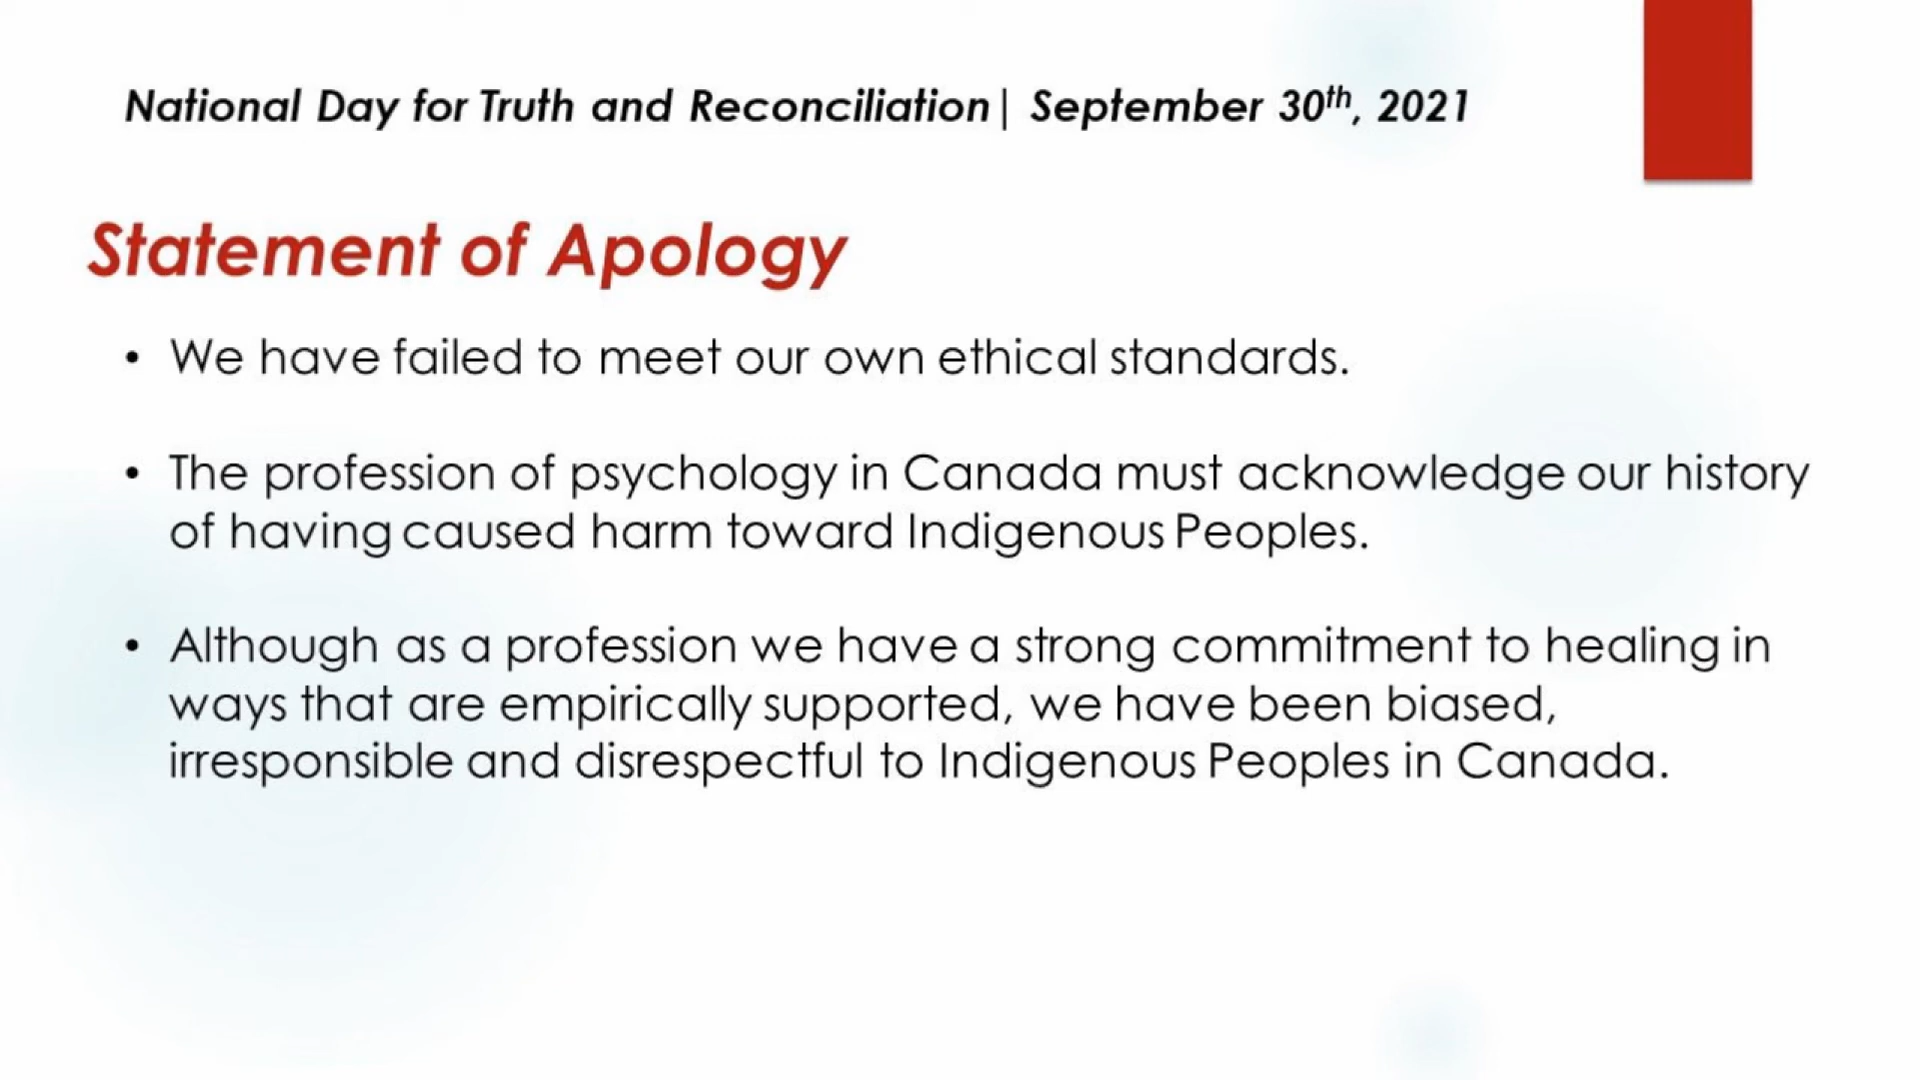 National Day for Truth and Reconciliation| September 30th, 2021
Statement of Apology
• We have failed to meet our own ethical standards.
• The profession of psychology in Canada must acknowledge our history
of having caused harm toward Indigenous Peoples.
• Although as a profession we have a strong commitment to healing in
ways that are empirically supported, we have been biased,
irresponsible and disrespectful to Indigenous Peoples in Canada.